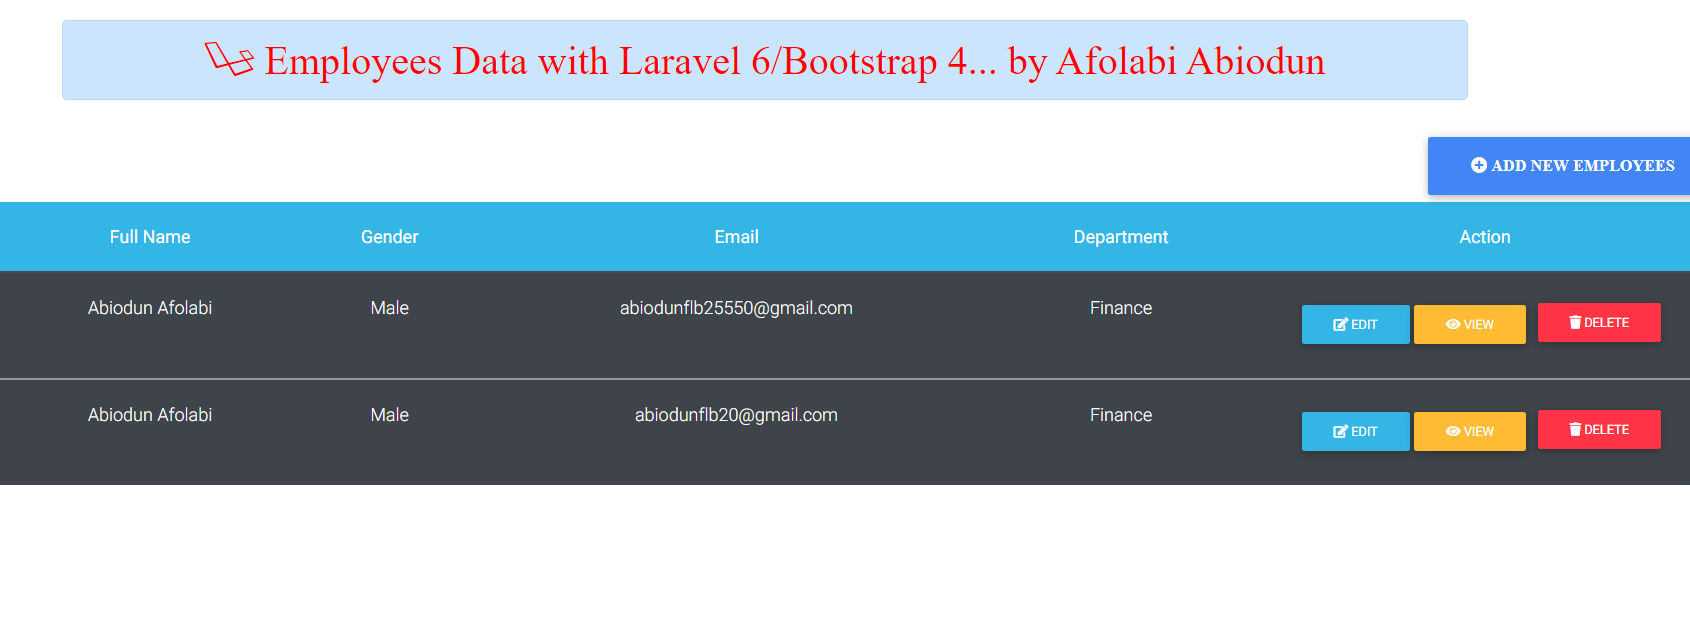 Employees Data with Laravel 6/Bootstrap 4... by Afolabi Abiodun
ADD NEW EMPLOYEES
Full Name Gender Email Department Action
Abiodun Afolabi Male abiodunflb25550@gmail.com Finance EDIT VIEW DELETE
Abiodun Afolabi Male abiodunflb20@gmail.com Finance EDIT VIEW DELETE